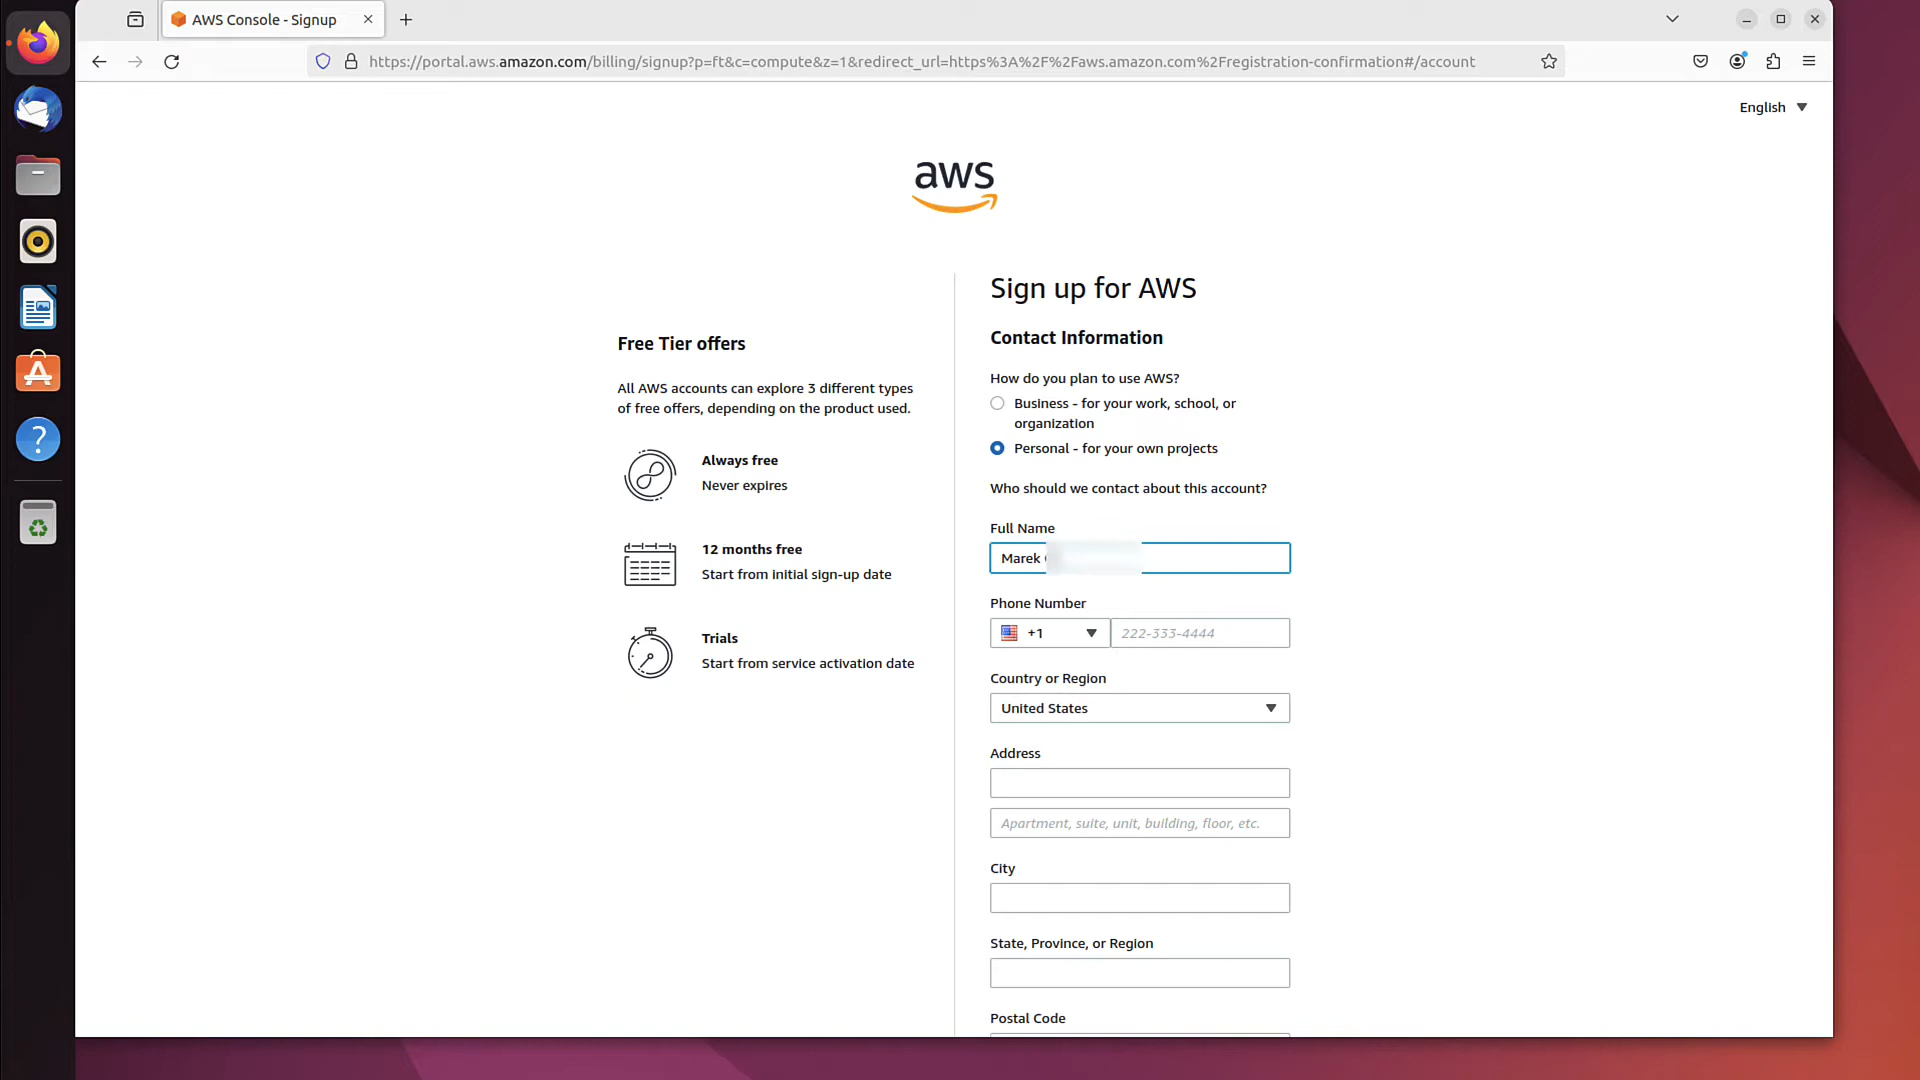 AWS Console - Signup
https://portal.aws.amazon.com/billing/signup?p=ft&c=compute&z=1&redirect_url=https%3A%2F%2Faws.amazon.com%2Fregistration-confirmation#/account
English
aws
Free Tier offers
All AWS accounts can explore 3 different types
of free offers, depending on the product used.
Always free
Never expires
12 months free
Start from initial sign-up date
Trials
Start from service activation date
Sign up for AWS
Contact Information
How do you plan to use AWS?
Business - for your work, school, or
organization
Personal - for your own projects
Who should we contact about this account?
Full Name
Marek
Phone Number
+1
222-333-4444
Country or Region
United States
Address
Apartment, suite, unit, building, floor, etc.
City
State, Province, or Region
Postal Code